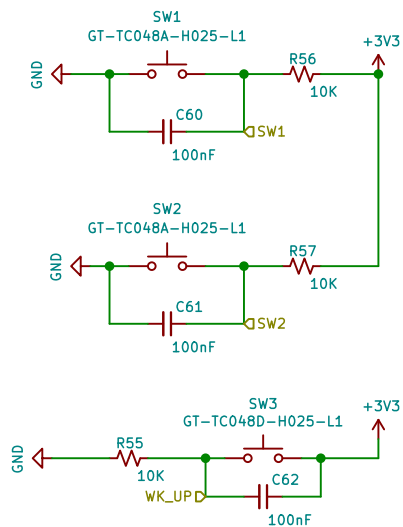 SW1
GT-TC048A-H025-L1
+3V3
GND
R56
10K
C60
100nF
SW1
SW2
GT-TC048A-H025-L1
GND
R57
10K
C61
100nF
SW2
SW3
GT-TC048D-H025-L1
+3V3
GND
R55
10K
C62
WK_UP
100nF